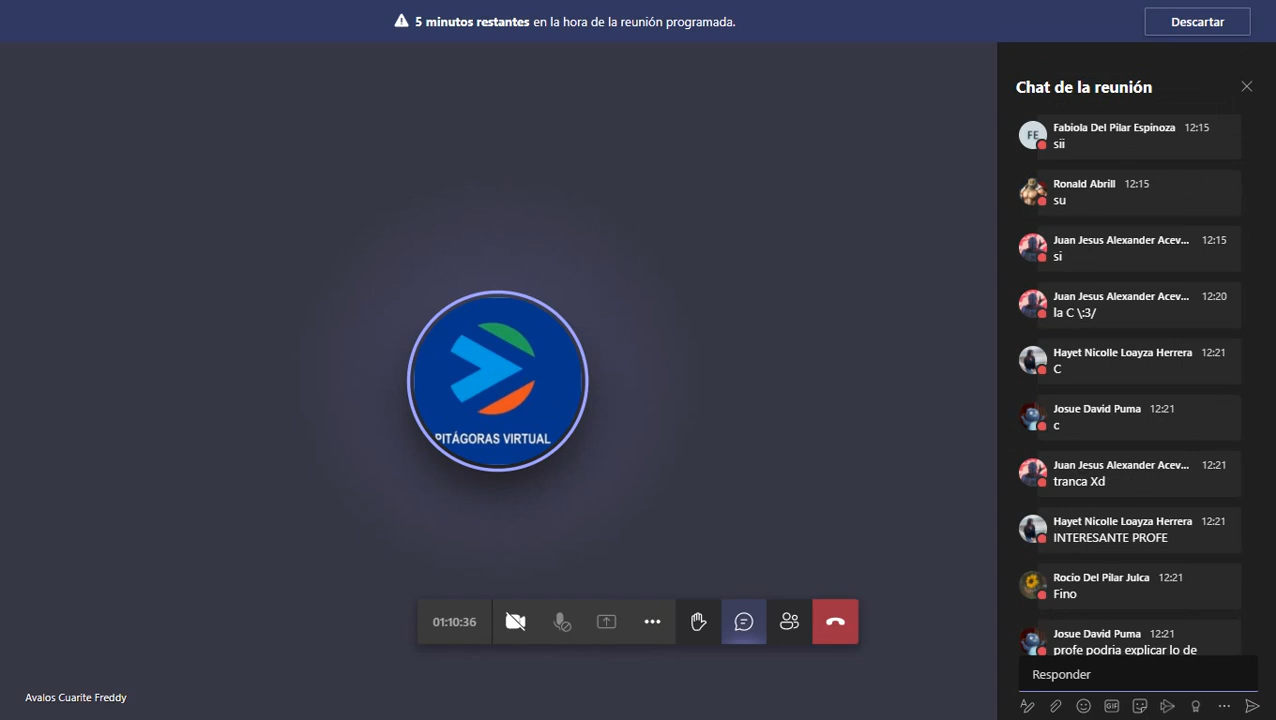 5 minutos restantes en la hora de la reunión programada.
Descartar
Chat de la reunión
FE
Fabiola Del Pilar Espinoza 12:15
sii
Ronald Abrill 12:15
su
Juan Jesus Alexander Acev... 12:15
si
Juan Jesus Alexander Acev... 12:20
la C \:3/
Hayet Nicolle Loayza Herrera 12:21
C
Josue David Puma 12:21
c
Juan Jesus Alexander Acev... 12:21
tranca Xd
Hayet Nicolle Loayza Herrera 12:21
INTERESANTE PROFE
Rocio Del Pilar Julca 12:21
Fino
Josue David Puma 12:21
profe podria explicar lo de
Responder
GIF
PITÁGORAS VIRTUAL
01:10:36
Avalos Cuarite Freddy